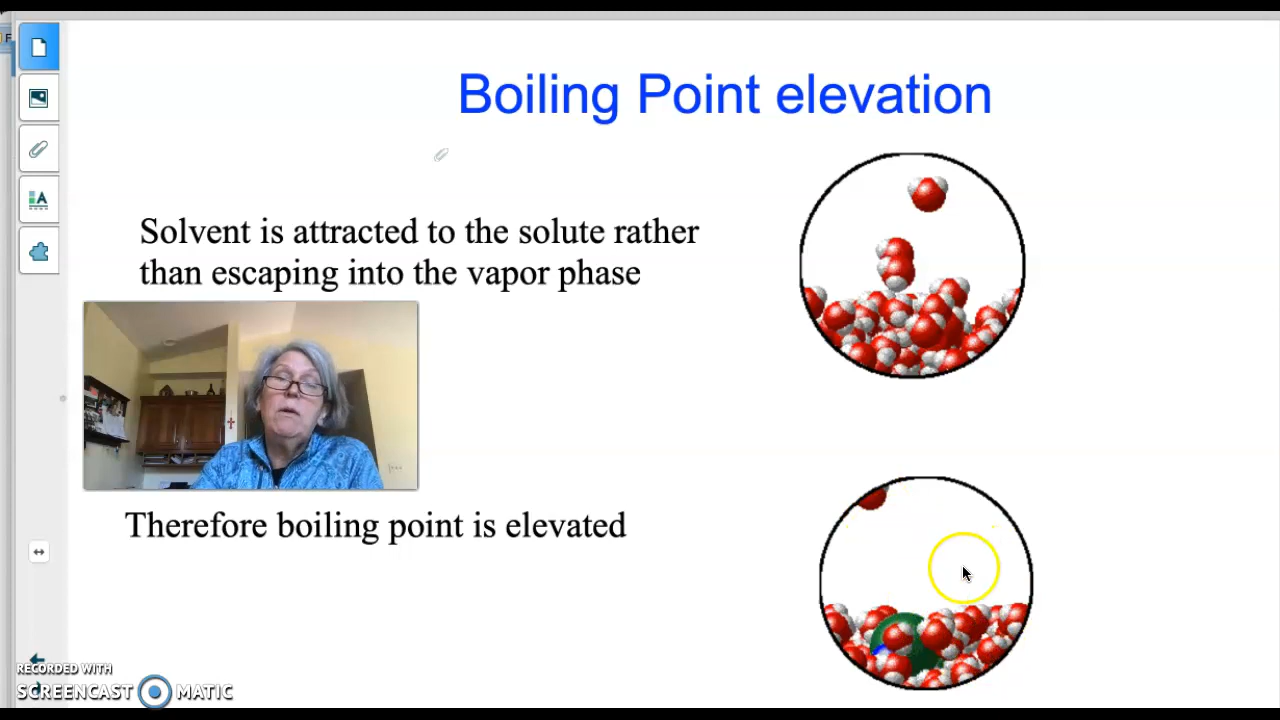 F
Boiling Point elevation
A
Solvent is attracted to the solute rather
than escaping into the vapor phase
Therefore boiling point is elevated
RECORDED WITH
SCREENCAST MATIC